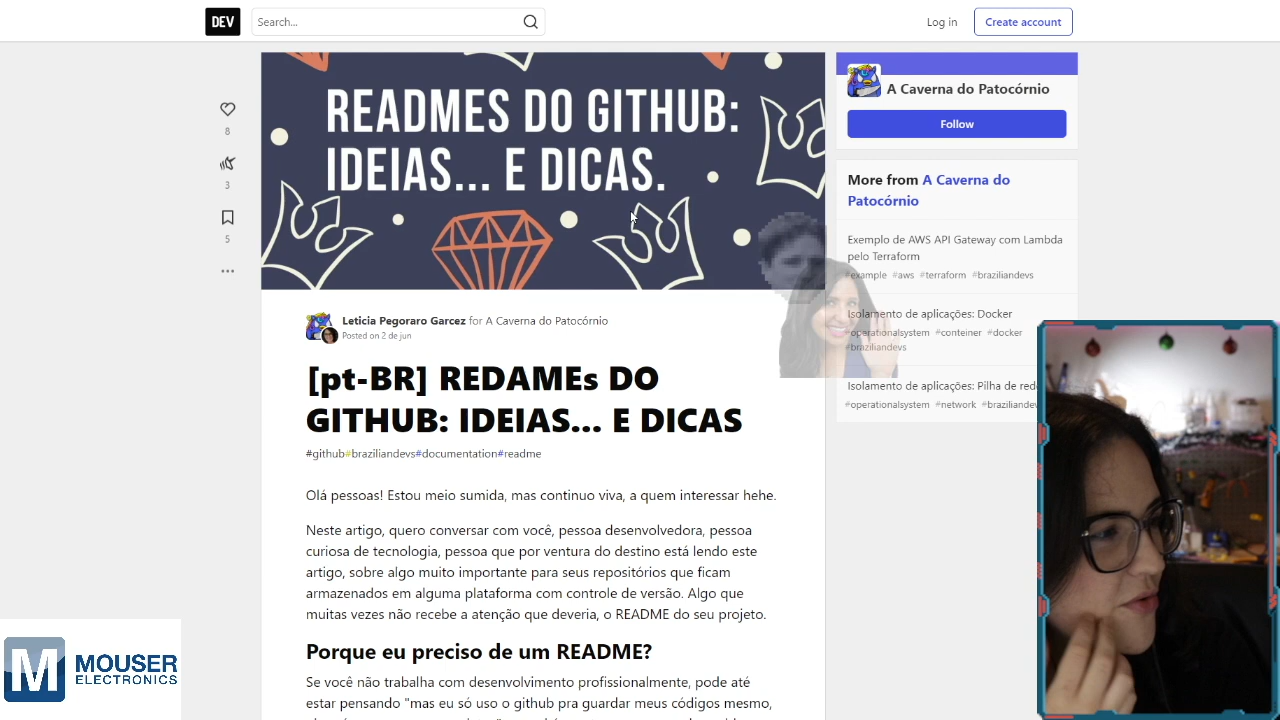 DEV
Search...
Log in
Create account
READMES DO GITHUB:
IDEIAS... E DICAS.
8
3
5
Leticia Pegoraro Garcez for A Caverna do Patocórnio
Posted on 2 de jun
[pt-BR] REDAMEs DO
GITHUB: IDEIAS... E DICAS
#github #braziliandevs #documentation #readme
Olá pessoas! Estou meio sumida, mas continuo viva, a quem interessar hehe.
Neste artigo, quero conversar com você, pessoa desenvolvedora, pessoa
curiosa de tecnologia, pessoa que por ventura do destino está lendo este
artigo, sobre algo muito importante para seus repositórios que ficam
armazenados em alguma plataforma com controle de versão. Algo que
muitas vezes não recebe a atenção que deveria, o README do seu projeto.
Porque eu preciso de um README?
Se você não trabalha com desenvolvimento profissionalmente, pode até
estar pensando "mas eu só uso o github pra guardar meus códigos mesmo,
A Caverna do Patocórnio
Follow
More from A Caverna do
Patocórnio
Exemplo de AWS API Gateway com Lambda
pelo Terraform
#example #aws #terraform #braziliandevs
Isolamento de aplicações: Docker
#operationalsystem #conteiner #docker
#braziliandevs
Isolamento de aplicações: Pilha de
#operationalsystem #network
M MOUSER
ELECTRONICS